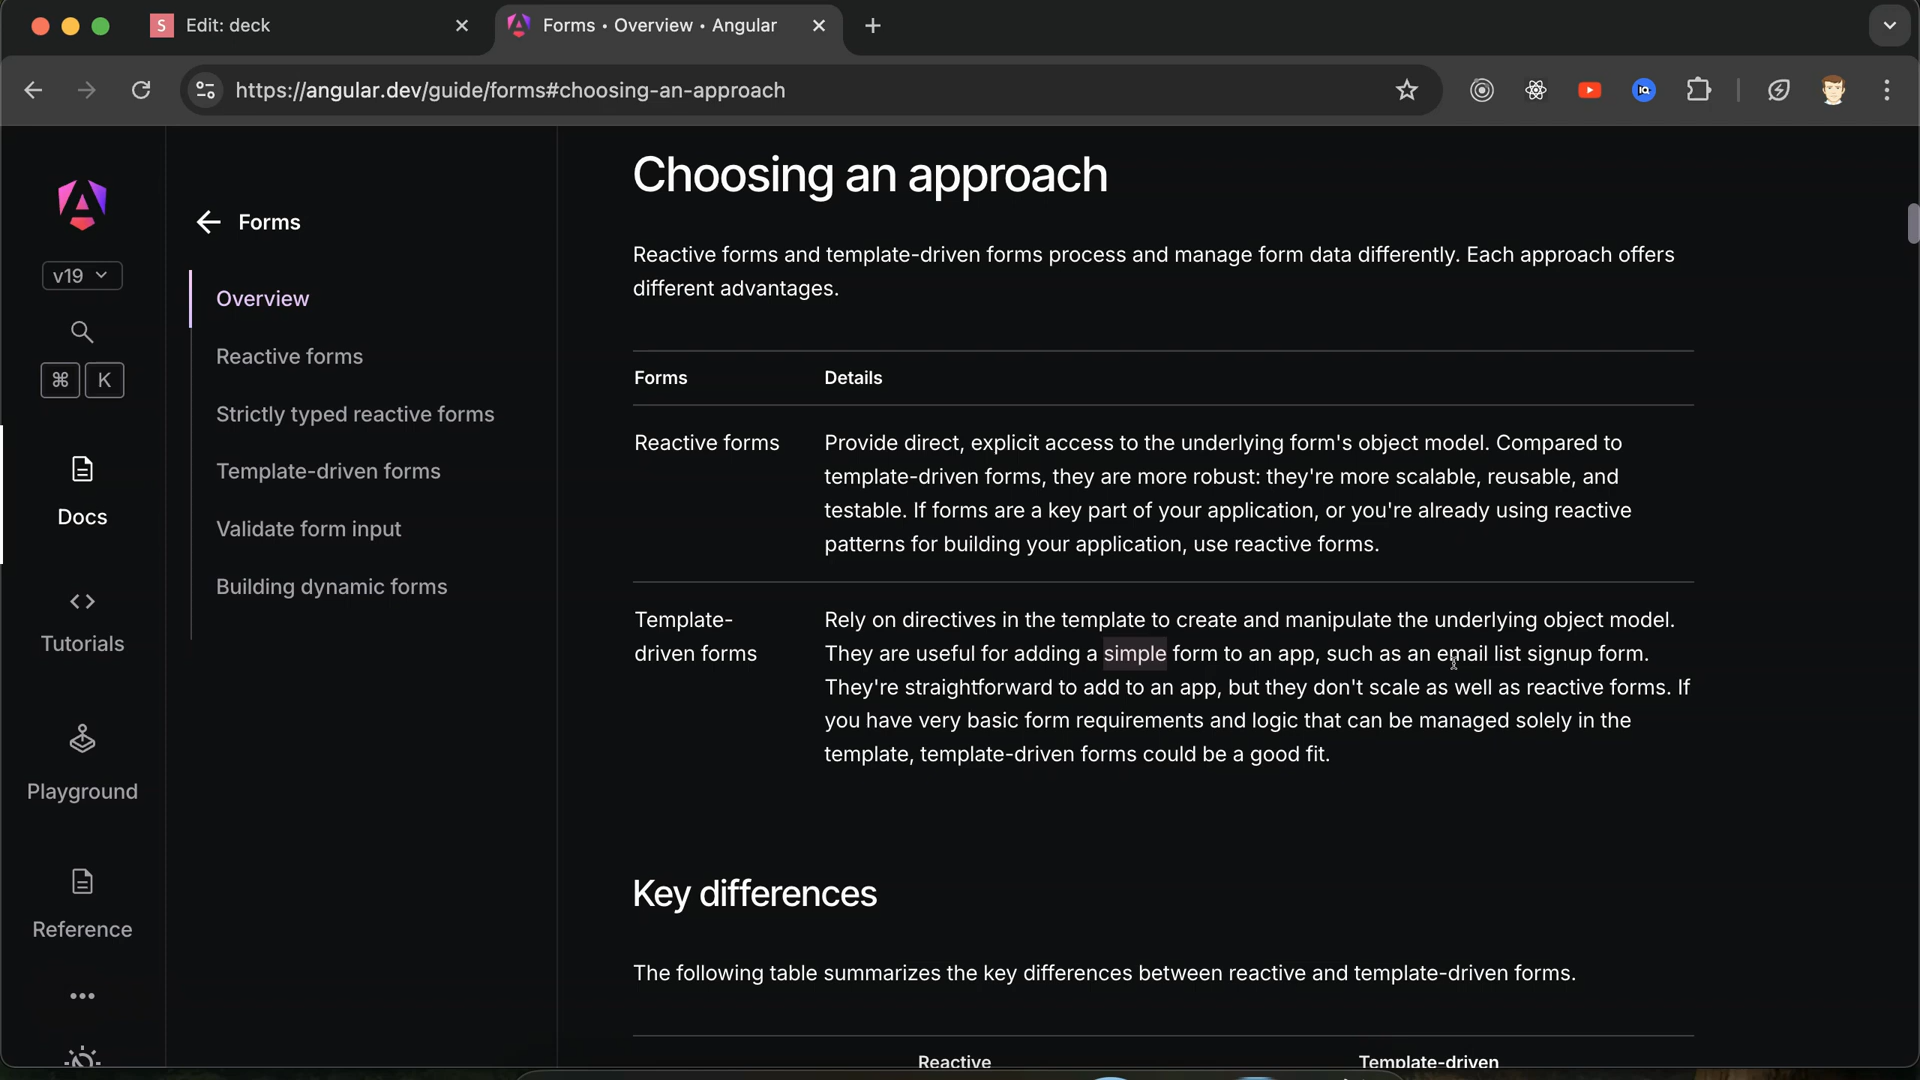 S Edit: deck
Forms • Overview • Angular
https://angular.dev/guide/forms#choosing-an-approach
IQ
v19
⌘ K
Docs
Tutorials
Playground
Reference
Forms
Overview
Reactive forms
Strictly typed reactive forms
Template-driven forms
Validate form input
Building dynamic forms
Choosing an approach
Reactive forms and template-driven forms process and manage form data differently. Each approach offers
different advantages.
Forms Details
Reactive forms Provide direct, explicit access to the underlying form's object model. Compared to
template-driven forms, they are more robust: they're more scalable, reusable, and
testable. If forms are a key part of your application, or you're already using reactive
patterns for building your application, use reactive forms.
Template- Rely on directives in the template to create and manipulate the underlying object model.
driven forms They are useful for adding a simple form to an app, such as an email list signup form.
They're straightforward to add to an app, but they don't scale as well as reactive forms. If
you have very basic form requirements and logic that can be managed solely in the
template, template-driven forms could be a good fit.
Key differences
The following table summarizes the key differences between reactive and template-driven forms.
Reactive Template-driven